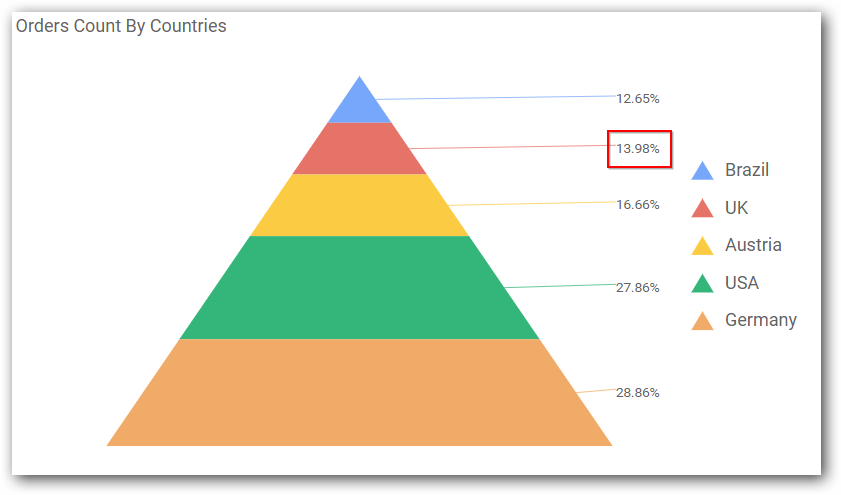 Orders Count By Countries
12.65%
13.98%
16.66%
27.86%
28.86%
Brazil
UK
Austria
USA
Germany